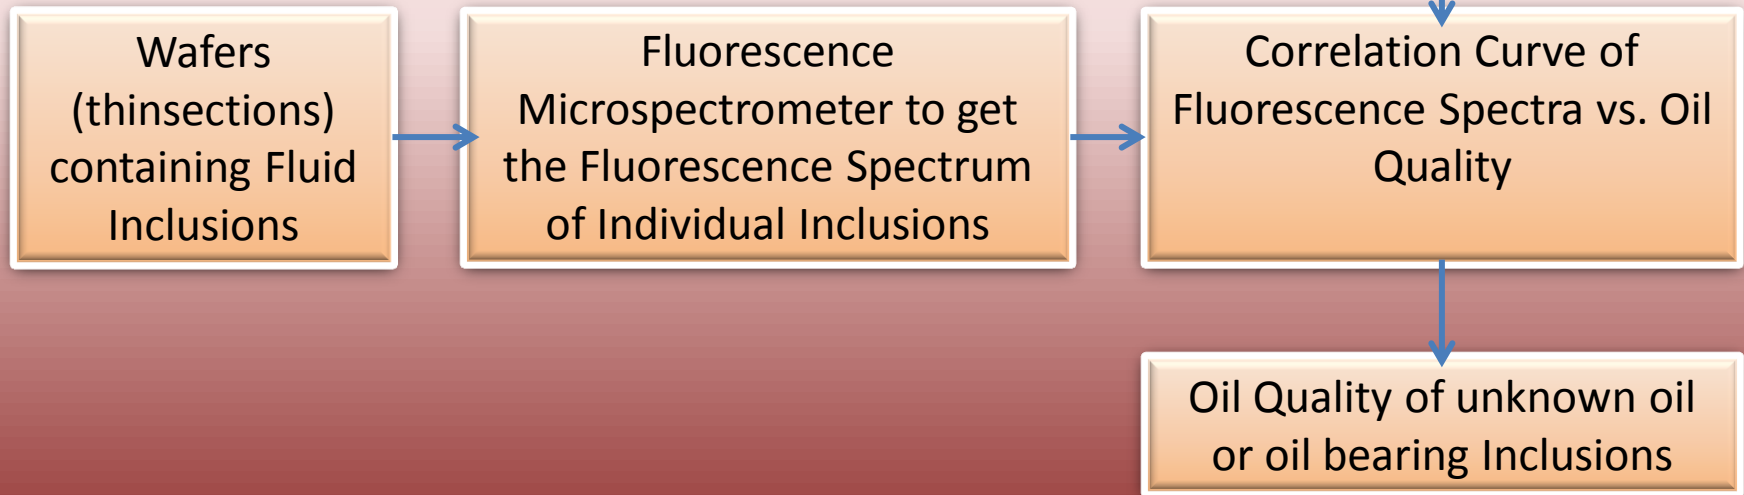 Wafers
(thinsections)
containing Fluid
Inclusions
Fluorescence
Microspectrometer to get
the Fluorescence Spectrum
of Individual Inclusions
Correlation Curve of
Fluorescence Spectra vs. Oil
Quality
Oil Quality of unknown oil
or oil bearing Inclusions